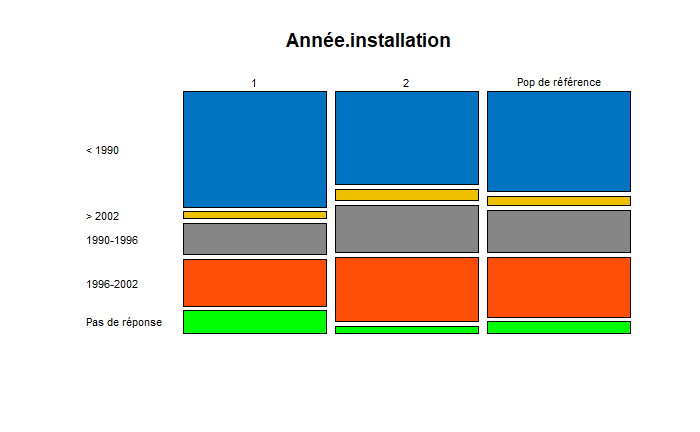 Année.installation
1
2
Pop de référence
< 1990
> 2002
1990-1996
1996-2002
Pas de réponse